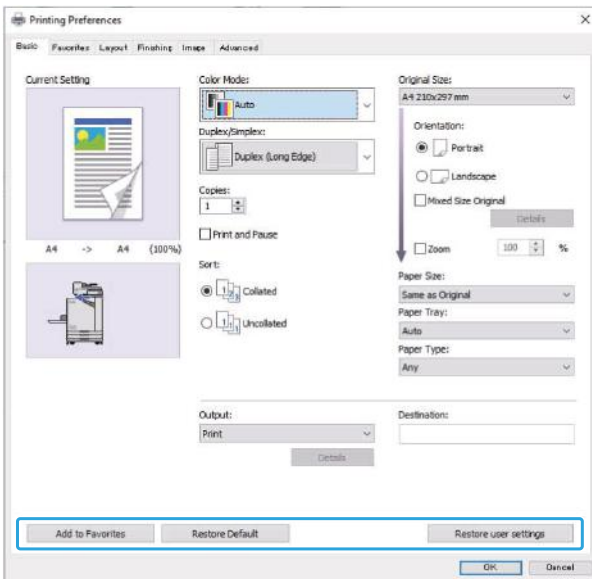 Printing Preferences
Basic Favorites Layout Finishing Image Advanced
Current Setting
A4 -> A4 (100%)
Color Mode:
Auto
Duplex/Simplex:
Duplex (Long Edge)
Copies:
1
Print and Pause
Sort:
Collated
Uncollated
Original Size:
A4 210x297 mm
Orientation:
Portrait
Landscape
Mixed Size Original
Details
Zoom 100 %
Paper Size:
Same as Original
Paper Tray:
Auto
Paper Type:
Any
Output:
Print
Details
Destination:
Add to Favorites Restore Default Restore user settings
OK Cancel